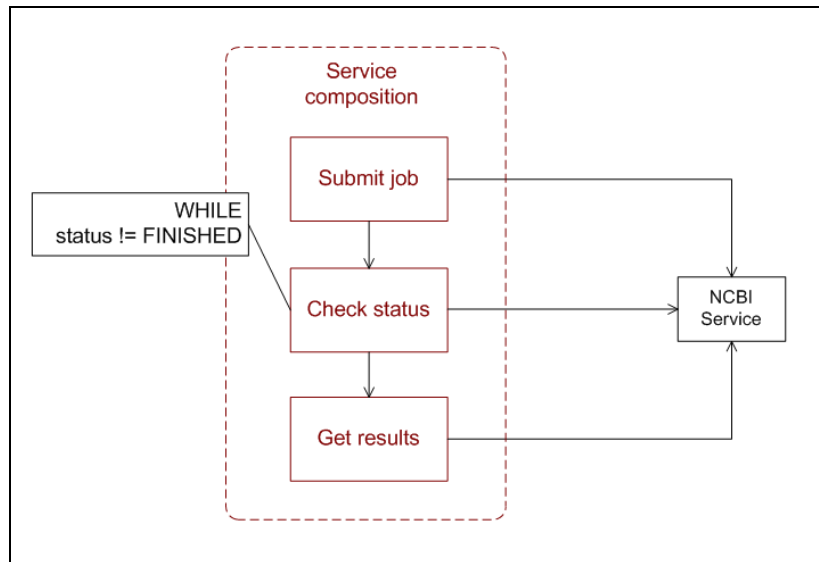 Service
composition
Submit job
WHILE
status != FINISHED
Check status
NCBI
Service
Get results